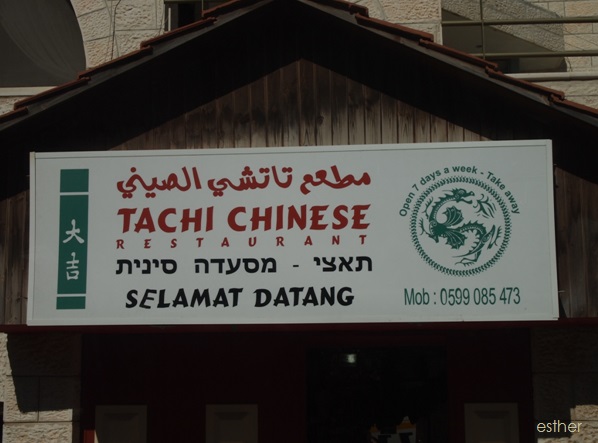 مطعم تاتشي الصيني
TACHI CHINESE
RESTAURANT
תאצי - מסעדה סינית
SELAMAT DATANG
大吉
Open 7 days a week - Take away
Mob : 0599 085 473
esther